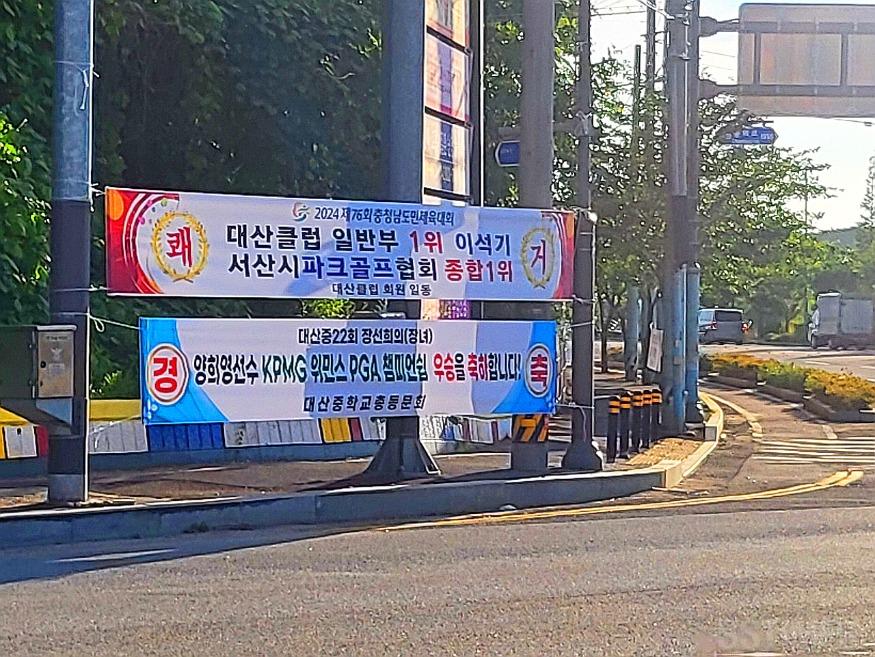 쾌
거
2024 제76회 충청남도민체육대회
대산클럽 일반부 1위 이석기
서산시파크골프협회 종합1위
대산클럽 회원 일동
경
축
대산중22회 장선희의(장녀)
양희영선수 KPMG 위민스 PGA 챔피언쉽 우승을 축하합니다!
대산중학교총동문회